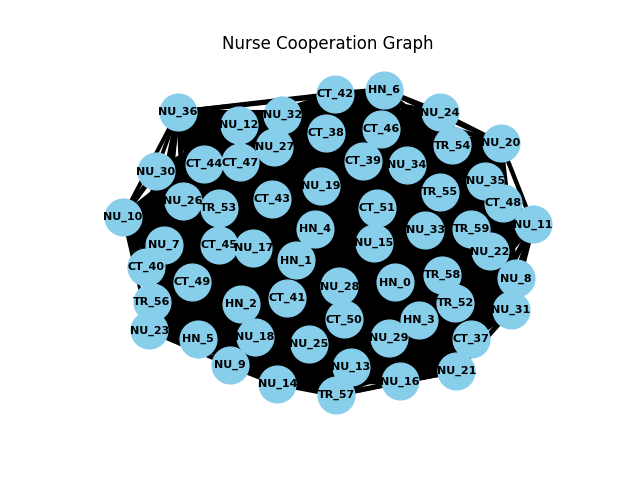 Nurse Cooperation Graph
HN_6
CT_42
NU_36
NU_24
NU_32
NU_12
CT_46
CT_38
NU_20
TR_54
NU_27
CT_39
CT_47
CT_44
NU_34
NU_30
NU_35
NU_19
TR_55
CT_43
NU_26
CT_48
TR_53
CT_51
NU_10
NU_11
HN_4
NU_33
TR_59
NU_15
CT_45
NU_7
NU_17
NU_22
HN_1
CT_40
TR_58
NU_8
CT_49
HN_0
NU_28
CT_41
TR_56
TR_52
HN_2
NU_31
CT_50
HN_3
NU_23
NU_18
NU_29
HN_5
CT_37
NU_25
NU_9
NU_13
NU_21
NU_16
NU_14
TR_57